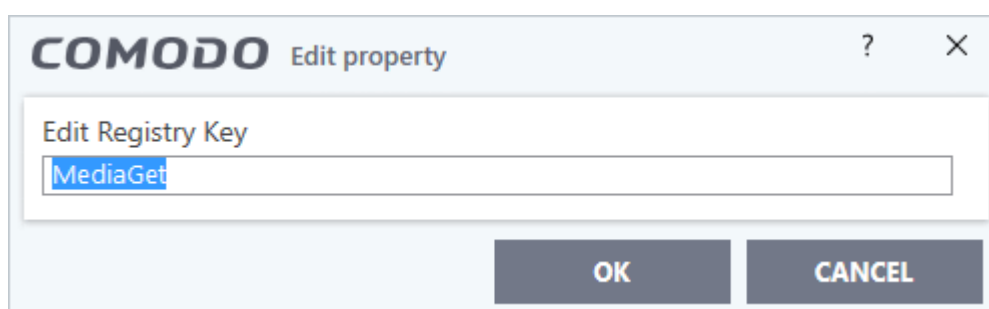 COMODO Edit property ? ×
Edit Registry Key
MediaGet
OK CANCEL